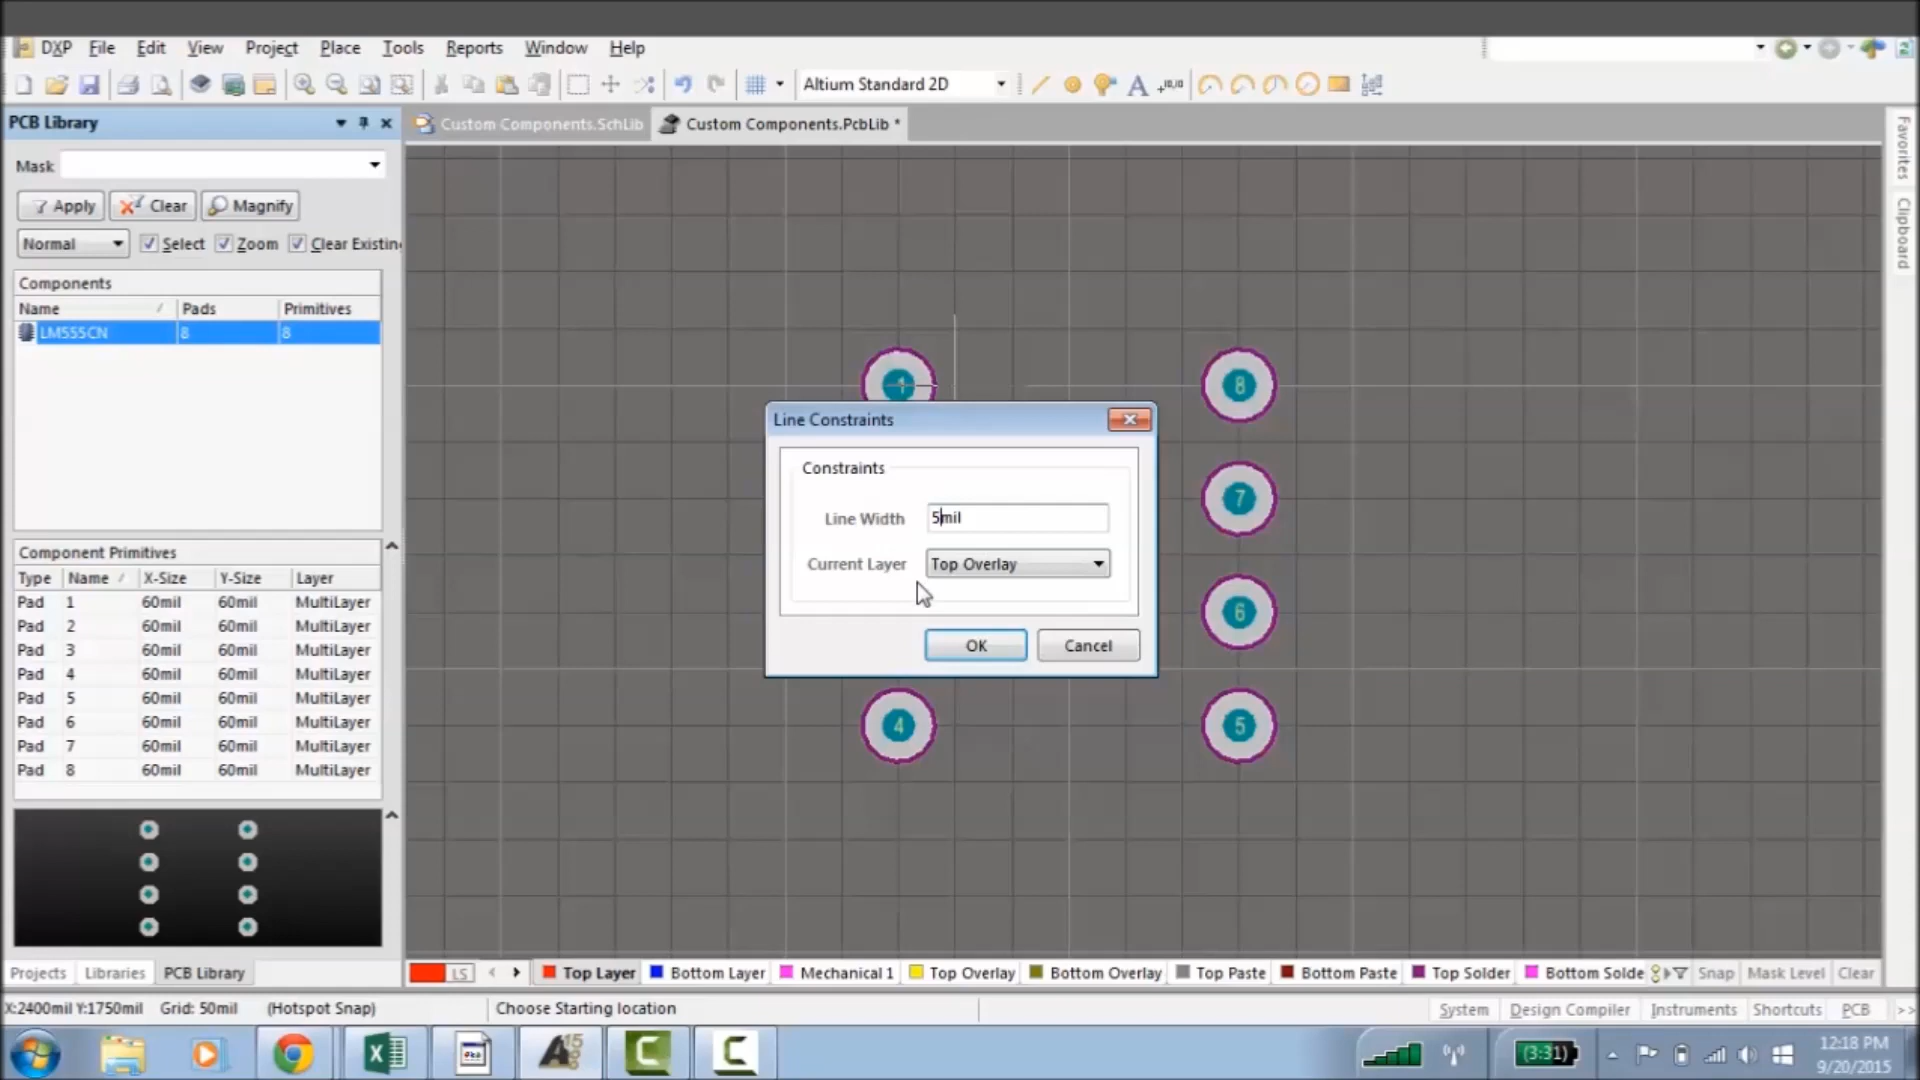 DXP File Edit View Project Place Tools Reports Window Help
Altium Standard 2D
A
+10,10
PCB Library
Custom Components.SchLib
Custom Components.PcbLib *
Mask
Apply
Clear
Magnify
Normal
Select
Zoom
Clear Existin
Components
Name / Pads Primitives
LM555CN 8 8
Component Primitives
Type Name / X-Size Y-Size Layer
Pad 1 60mil 60mil MultiLayer
Pad 2 60mil 60mil MultiLayer
Pad 3 60mil 60mil MultiLayer
Pad 4 60mil 60mil MultiLayer
Pad 5 60mil 60mil MultiLayer
Pad 6 60mil 60mil MultiLayer
Pad 7 60mil 60mil MultiLayer
Pad 8 60mil 60mil MultiLayer
Projects Libraries PCB Library
1
8
7
6
4
5
Line Constraints
Constraints
Line Width 5mil
Current Layer Top Overlay
OK Cancel
Favorites
Clipboard
LS Top Layer Bottom Layer Mechanical 1 Top Overlay Bottom Overlay Top Paste Bottom Paste Top Solder Bottom Solde Snap Mask Level Clear
X:2400mil Y:1750mil Grid: 50mil (Hotspot Snap) Choose Starting location System Design Compiler Instruments Shortcuts PCB >>
(3:31)
12:18 PM
9/20/2015